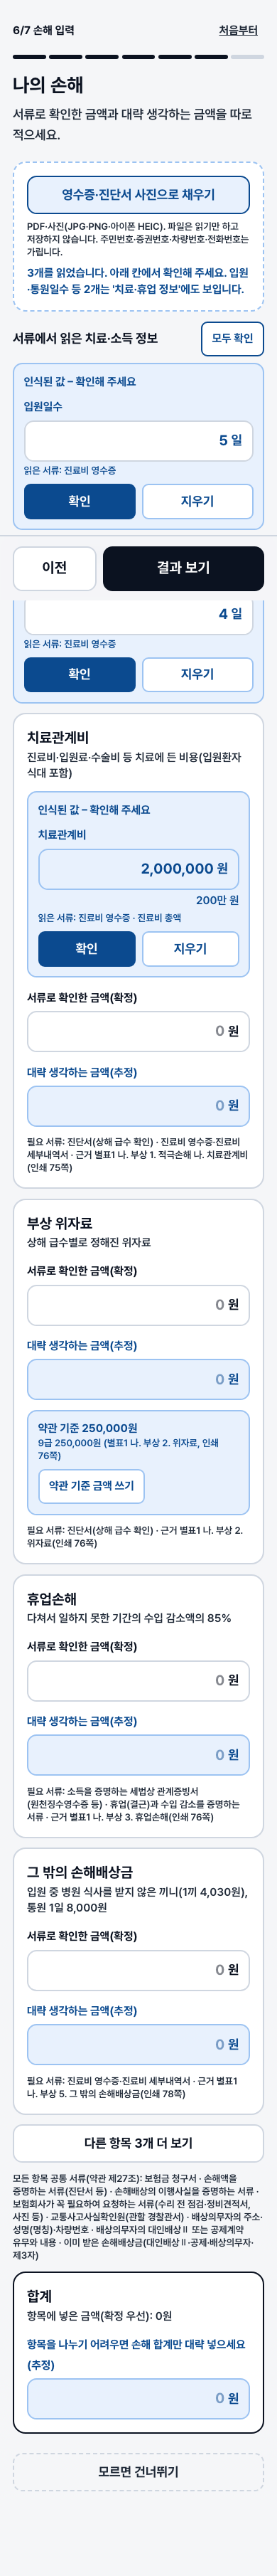 6/7 손해 입력
처음부터
나의 손해
서류로 확인한 금액과 대략 생각하는 금액을 따로
적으세요.
영수증·진단서 사진으로 채우기
PDF·사진(JPG·PNG·아이폰 HEIC). 파일은 읽기만 하고
저장하지 않습니다. 주민번호·증권번호·차량번호·전화번호는
가립니다.
3개를 읽었습니다. 아래 칸에서 확인해 주세요. 입원
·통원일수 등 2개는 '치료·휴업 정보'에도 보입니다.
서류에서 읽은 치료·소득 정보
모두 확인
인식된 값 – 확인해 주세요
입원일수
5 일
읽은 서류: 진료비 영수증
확인
지우기
이전
결과 보기
4 일
읽은 서류: 진료비 영수증
확인
지우기
치료관계비
진료비·입원료·수술비 등 치료에 든 비용(입원환자
식대 포함)
인식된 값 – 확인해 주세요
치료관계비
2,000,000 원
200만 원
읽은 서류: 진료비 영수증 · 진료비 총액
확인
지우기
서류로 확인한 금액(확정)
0 원
대략 생각하는 금액(추정)
0 원
필요 서류: 진단서(상해 급수 확인) · 진료비 영수증·진료비
세부내역서 · 근거 별표1 나. 부상 1. 적극손해 나. 치료관계비
(인쇄 75쪽)
부상 위자료
상해 급수별로 정해진 위자료
서류로 확인한 금액(확정)
0 원
대략 생각하는 금액(추정)
0 원
약관 기준 250,000원
9급 250,000원 (별표1 나. 부상 2. 위자료, 인쇄
76쪽)
약관 기준 금액 쓰기
필요 서류: 진단서(상해 급수 확인) · 근거 별표1 나. 부상 2.
위자료(인쇄 76쪽)
휴업손해
다쳐서 일하지 못한 기간의 수입 감소액의 85%
서류로 확인한 금액(확정)
0 원
대략 생각하는 금액(추정)
0 원
필요 서류: 소득을 증명하는 세법상 관계증빙서
(원천징수영수증 등) · 휴업(결근)과 수입 감소를 증명하는
서류 · 근거 별표1 나. 부상 3. 휴업손해(인쇄 76쪽)
그 밖의 손해배상금
입원 중 병원 식사를 받지 않은 끼니(1끼 4,030원),
통원 1일 8,000원
서류로 확인한 금액(확정)
0 원
대략 생각하는 금액(추정)
0 원
필요 서류: 진료비 영수증·진료비 세부내역서 · 근거 별표1
나. 부상 5. 그 밖의 손해배상금(인쇄 78쪽)
다른 항목 3개 더 보기
모든 항목 공통 서류(약관 제27조): 보험금 청구서 · 손해액을
증명하는 서류(진단서 등) · 손해배상의 이행사실을 증명하는 서류 ·
보험회사가 꼭 필요하여 요청하는 서류(수리 전 점검·정비견적서,
사진 등) · 교통사고사실확인원(관할 경찰관서) · 배상의무자의 주소·
성명(명칭)·차량번호 · 배상의무자의 대인배상Ⅱ 또는 공제계약
유무와 내용 · 이미 받은 손해배상금(대인배상Ⅱ·공제·배상의무자·
제3자)
합계
항목에 넣은 금액(확정 우선): 0원
항목을 나누기 어려우면 손해 합계만 대략 넣으세요
(추정)
0 원
모르면 건너뛰기